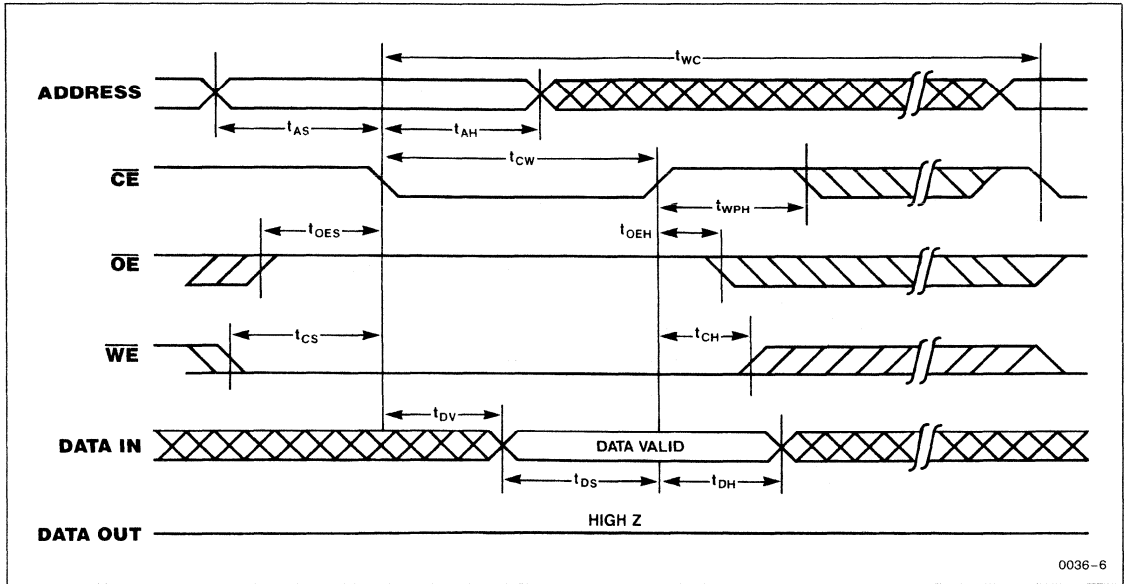 tWC
ADDRESS
tAS
tAH
tCW
CE
tWPH
tOES
tOEH
OE
tCS
tCH
WE
tDV
DATA IN
DATA VALID
tDS
tDH
HIGH Z
DATA OUT
0036–6